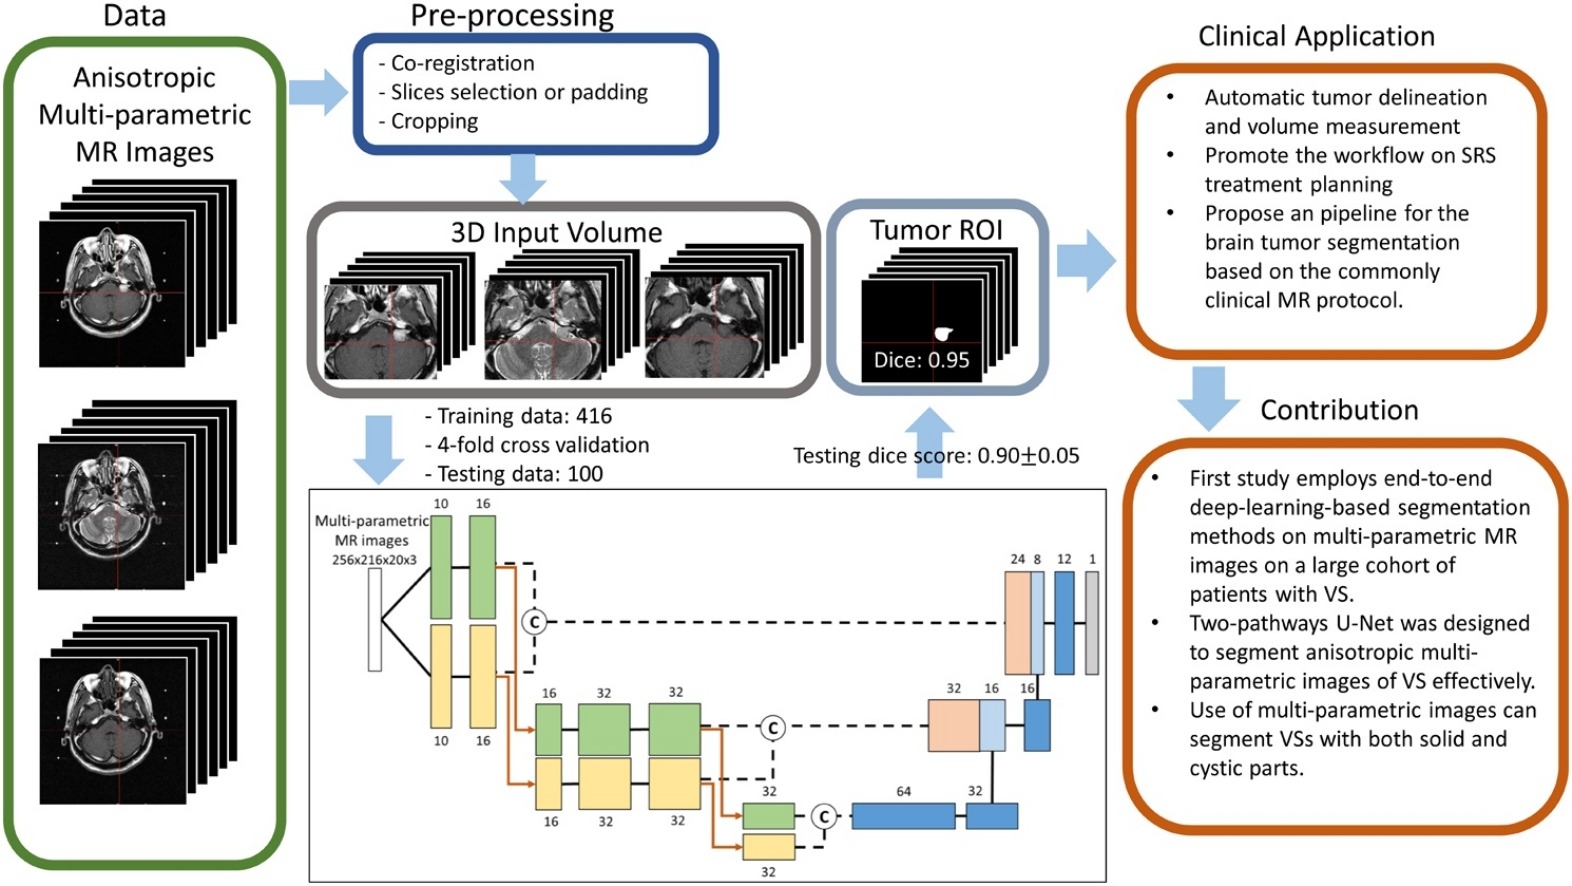 Data
Anisotropic
Multi-parametric
MR Images
Pre-processing
- Co-registration
- Slices selection or padding
- Cropping
3D Input Volume
- Training data: 416
- 4-fold cross validation
- Testing data: 100
Tumor ROI
Dice: 0.95
Testing dice score: 0.90±0.05
Multi-parametric
MR images
256x216x20x3
10
16
10
16
C
16
32
32
16
32
32
C
32
32
C
64
32
32
16
16
24
8
12
1
Clinical Application
• Automatic tumor delineation
and volume measurement
• Promote the workflow on SRS
treatment planning
• Propose an pipeline for the
brain tumor segmentation
based on the commonly
clinical MR protocol.
Contribution
• First study employs end-to-end
deep-learning-based segmentation
methods on multi-parametric MR
images on a large cohort of
patients with VS.
• Two-pathways U-Net was designed
to segment anisotropic multi-
parametric images of VS effectively.
• Use of multi-parametric images can
segment VSs with both solid and
cystic parts.